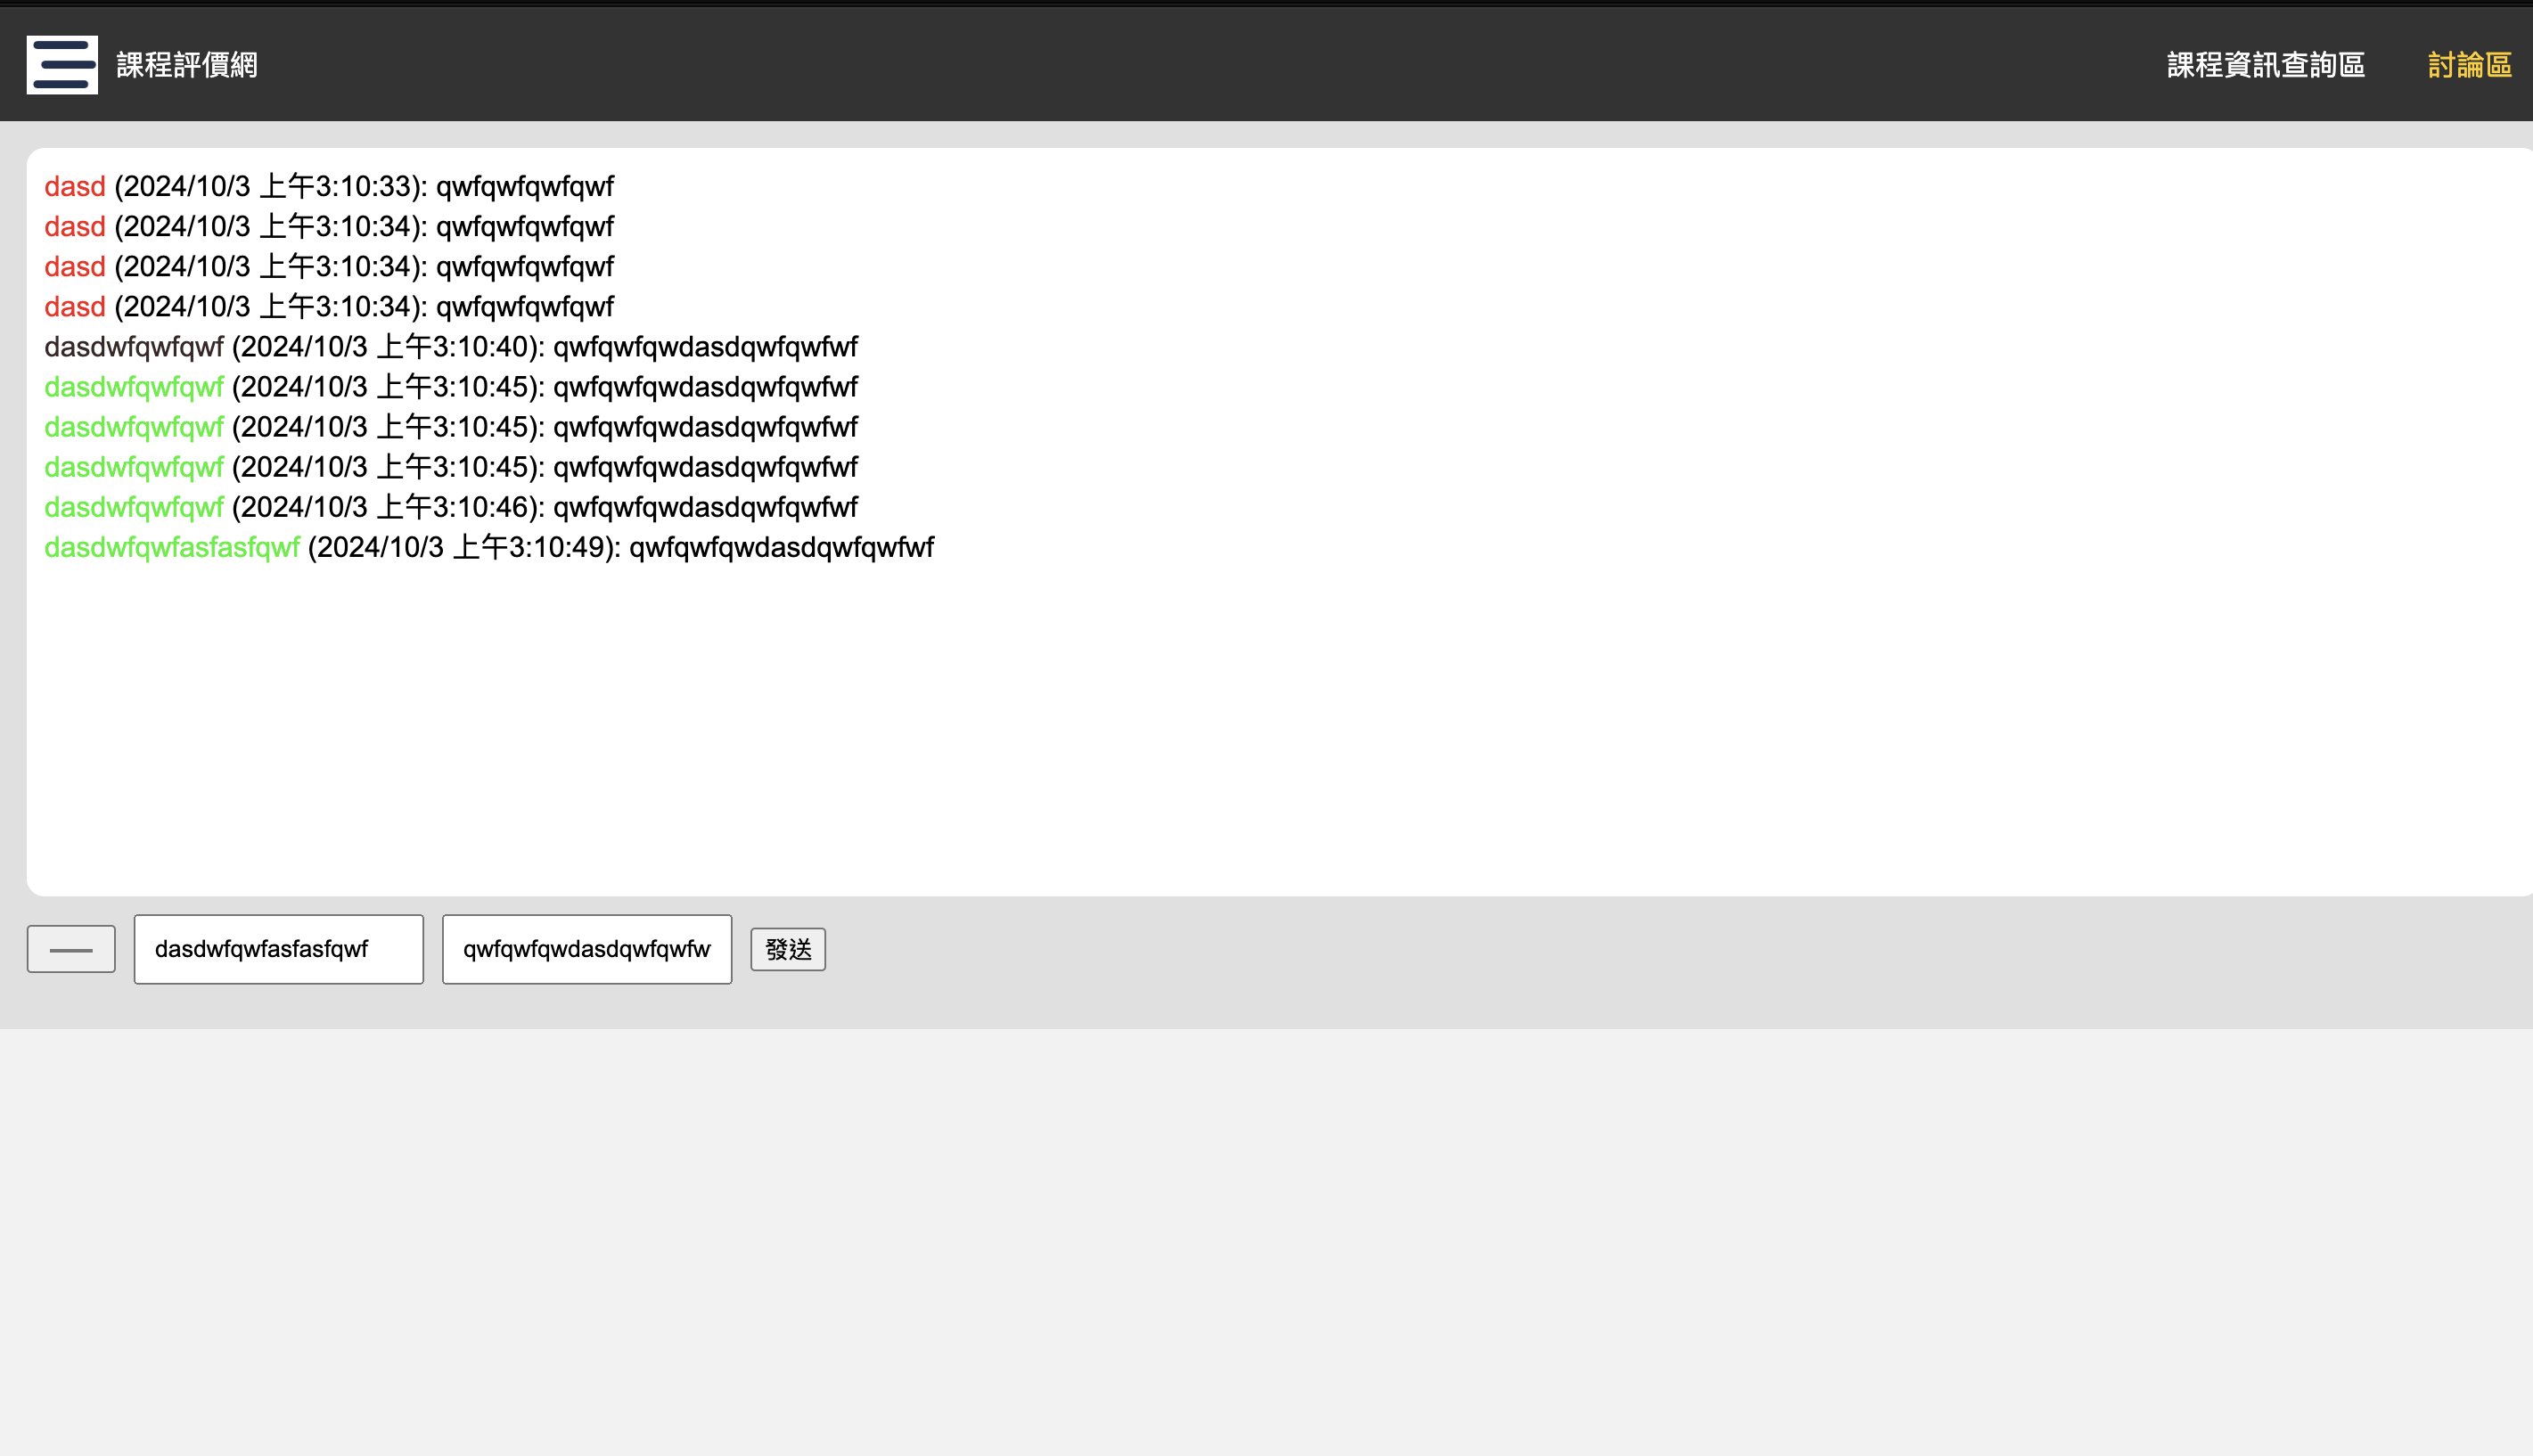 課程評價網
課程資訊查詢區
討論區
dasd (2024/10/3 上午3:10:33): qwfqwfqwfqwf
dasd (2024/10/3 上午3:10:34): qwfqwfqwfqwf
dasd (2024/10/3 上午3:10:34): qwfqwfqwfqwf
dasd (2024/10/3 上午3:10:34): qwfqwfqwfqwf
dasdwfqwfqwf (2024/10/3 上午3:10:40): qwfqwfqwdasdqwfqwfwf
dasdwfqwfqwf (2024/10/3 上午3:10:45): qwfqwfqwdasdqwfqwfwf
dasdwfqwfqwf (2024/10/3 上午3:10:45): qwfqwfqwdasdqwfqwfwf
dasdwfqwfqwf (2024/10/3 上午3:10:45): qwfqwfqwdasdqwfqwfwf
dasdwfqwfqwf (2024/10/3 上午3:10:46): qwfqwfqwdasdqwfqwfwf
dasdwfqwfasfasfqwf (2024/10/3 上午3:10:49): qwfqwfqwdasdqwfqwfwf
dasdwfqwfasfasfqwf
qwfqwfqwdasdqwfqwfw
發送